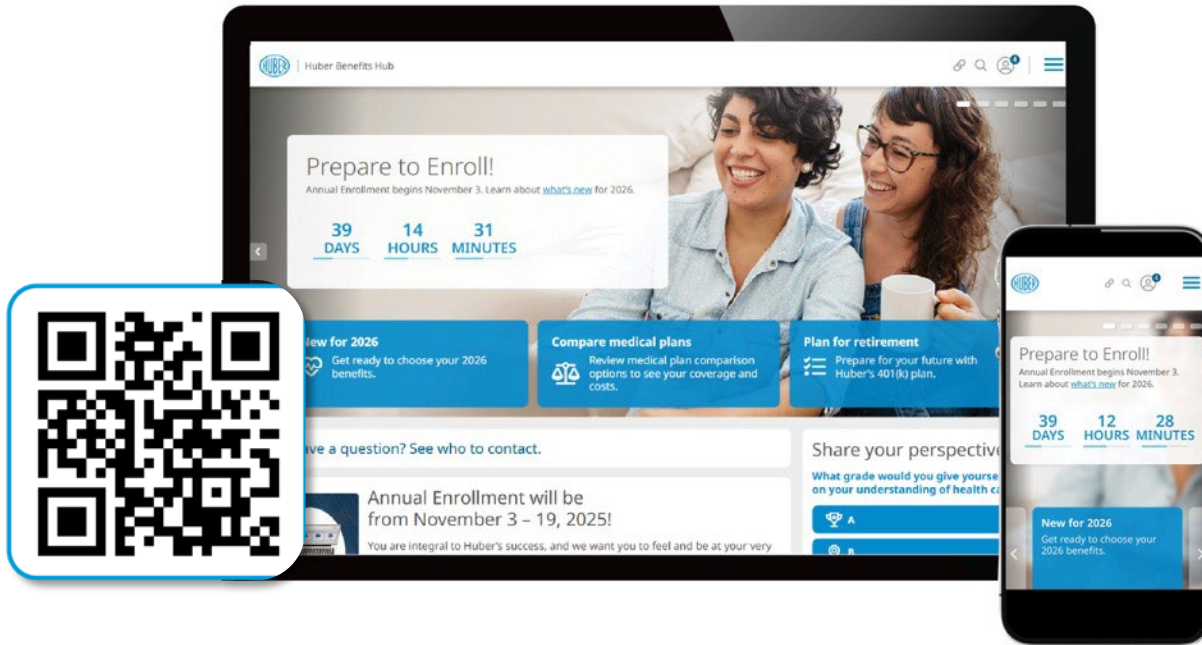 HUBER
Huber Benefits Hub
4
Prepare to Enroll!
Annual Enrollment begins November 3. Learn about what's new for 2026.
39 14 31
DAYS HOURS MINUTES
New for 2026
Get ready to choose your 2026
benefits.
Compare medical plans
Review medical plan comparison
options to see your coverage and
costs.
Plan for retirement
Prepare for your future with
Huber's 401(k) plan.
ave a question? See who to contact.
Annual Enrollment will be
from November 3 – 19, 2025!
You are integral to Huber's success, and we want you to feel and be at your very
Share your perspectiv
What grade would you give yourse
on your understanding of health ca
A
B
HUBER
4
Prepare to Enroll!
Annual Enrollment begins November 3.
Learn about what's new for 2026.
39 12 28
DAYS HOURS MINUTES
New for 2026
Get ready to choose your
2026 benefits.